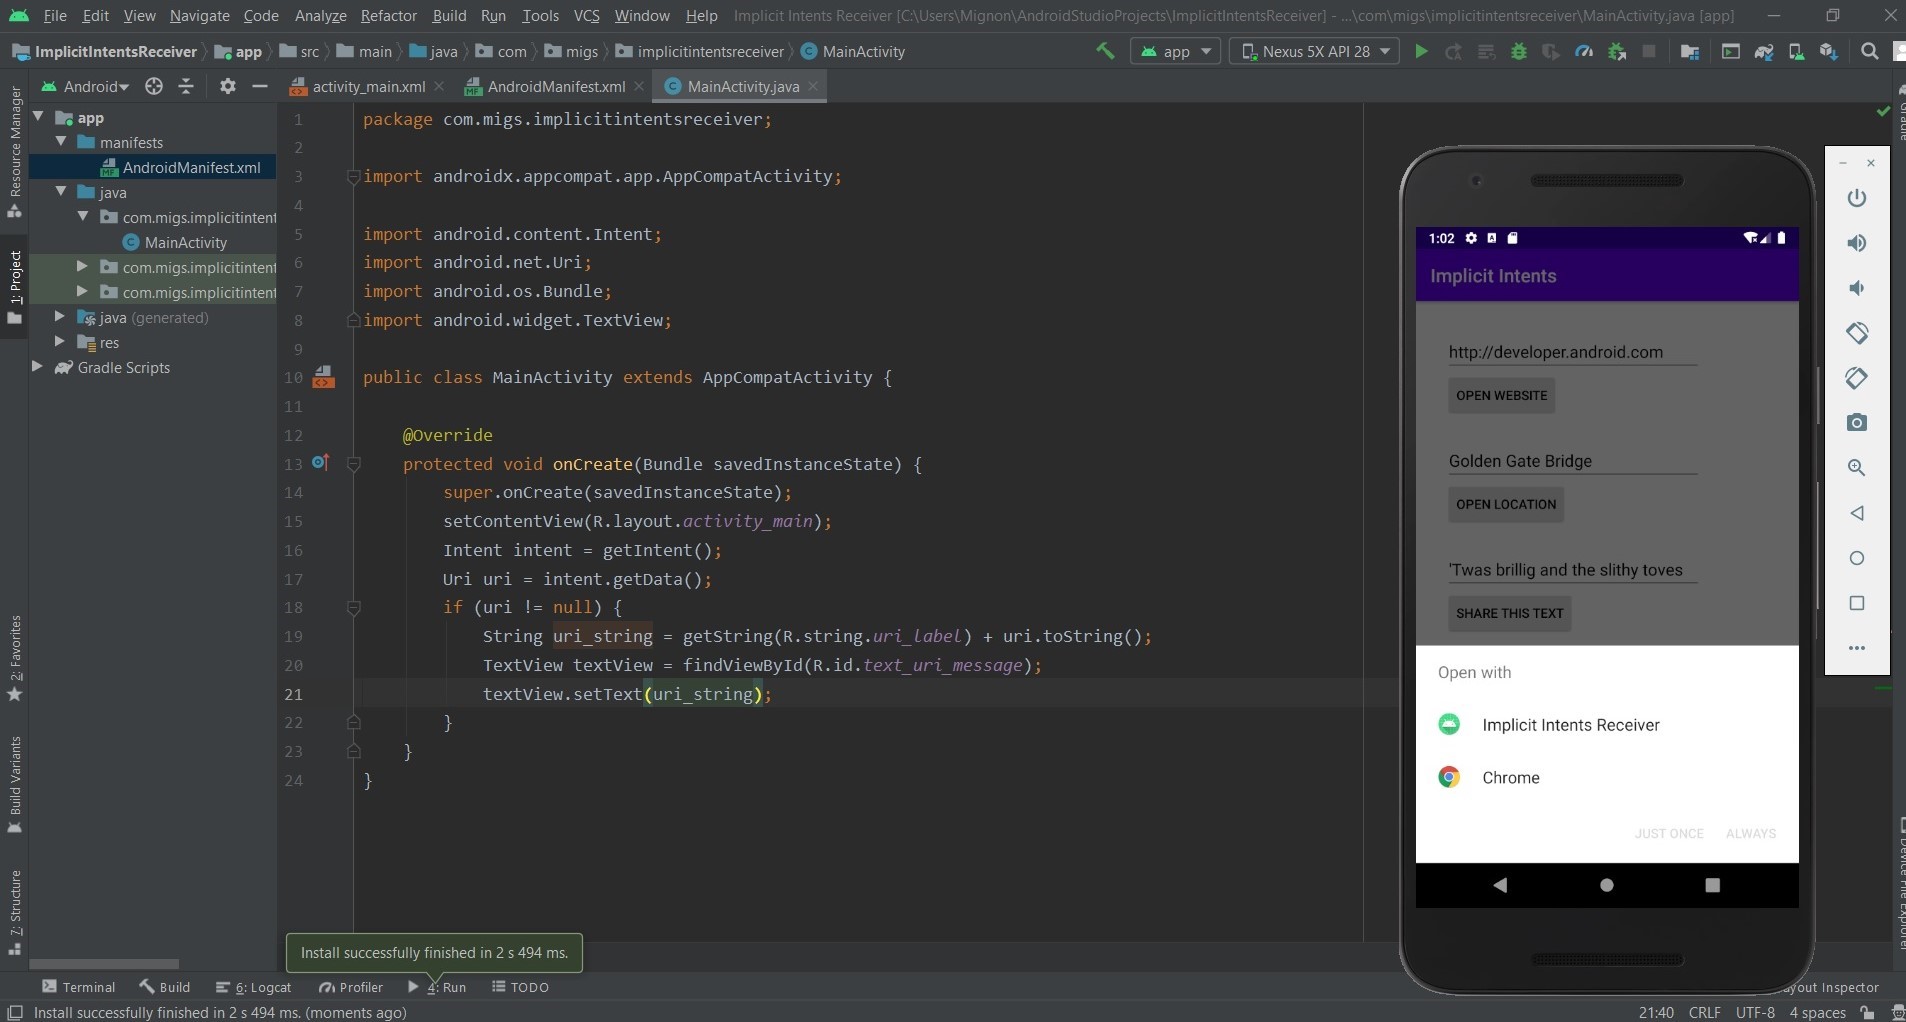 File Edit View Navigate Code Analyze Refactor Build Run Tools VCS Window Help Implicit Intents Receiver [C:\Users\Mignon\AndroidStudioProjects\ImplicitIntentsReceiver] - ...\com\migs\implicitintentsreceiver\MainActivity.java [app]
ImplicitIntentsReceiver app src main java com migs implicitintentsreceiver MainActivity app Nexus 5X API 28
Android activity_main.xml AndroidManifest.xml MainActivity.java
Resource Manager
1: Project
2: Favorites
Build Variants
7: Structure
app
manifests
AndroidManifest.xml
java
com.migs.implicitintent
MainActivity
com.migs.implicitintent
com.migs.implicitintent
java (generated)
res
Gradle Scripts
1 package com.migs.implicitintentsreceiver;
2
3 import androidx.appcompat.app.AppCompatActivity;
4
5 import android.content.Intent;
6 import android.net.Uri;
7 import android.os.Bundle;
8 import android.widget.TextView;
9
10 public class MainActivity extends AppCompatActivity {
11
12 @Override
13 protected void onCreate(Bundle savedInstanceState) {
14 super.onCreate(savedInstanceState);
15 setContentView(R.layout.activity_main);
16 Intent intent = getIntent();
17 Uri uri = intent.getData();
18 if (uri != null) {
19 String uri_string = getString(R.string.uri_label) + uri.toString();
20 TextView textView = findViewById(R.id.text_uri_message);
21 textView.setText(uri_string);
22 }
23 }
24 }
1:02
Implicit Intents
http://developer.android.com
OPEN WEBSITE
Golden Gate Bridge
OPEN LOCATION
'Twas brillig and the slithy toves
SHARE THIS TEXT
Open with
Implicit Intents Receiver
Chrome
JUST ONCE ALWAYS
Gradle
Device File Explorer
Install successfully finished in 2 s 494 ms.
Terminal Build 6: Logcat Profiler 4: Run TODO ayout Inspector
Install successfully finished in 2 s 494 ms. (moments ago) 21:40 CRLF UTF-8 4 spaces